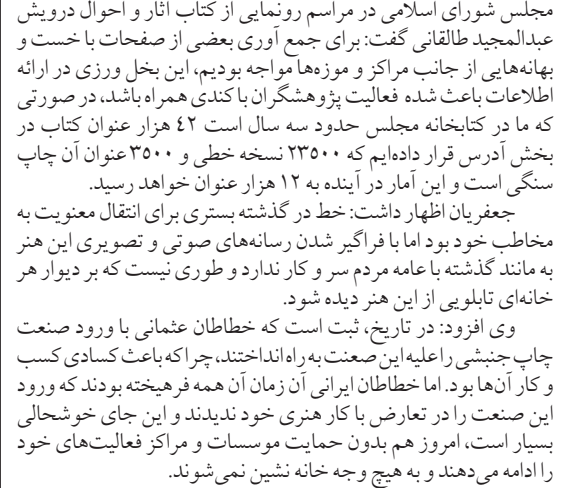 مجلس شورای اسلامی در مراسم رونمایی از کتاب آثار و احوال درویش
عبدالمجید طالقانی گفت: برای جمع آوری بعضی از صفحات با خست و
بهانه‌هایی از جانب مراکز و موزه‌ها مواجه بودیم، این بخل ورزی در ارائه
اطلاعات باعث شده فعالیت پژوهشگران با کندی همراه باشد، در صورتی
که ما در کتابخانه مجلس حدود سه سال است ۴۲ هزار عنوان کتاب در
بخش آدرس قرار داده‌ایم که ۲۳۵۰۰ نسخه خطی و ۳۵۰۰ عنوان آن چاپ
سنگی است و این آمار در آینده به ۱۲ هزار عنوان خواهد رسید.
جعفریان اظهار داشت: خط در گذشته بستری برای انتقال معنویت به
مخاطب خود بود اما با فراگیر شدن رسانه‌های صوتی و تصویری این هنر
به مانند گذشته با عامه مردم سر و کار ندارد و طوری نیست که بر دیوار هر
خانه‌ای تابلویی از این هنر دیده شود.
وی افزود: در تاریخ، ثبت است که خطاطان عثمانی با ورود صنعت
چاپ جنبشی را علیه این صعنت به راه انداختند، چرا که باعث کسادی کسب
و کار آن‌ها بود. اما خطاطان ایرانی آن زمان آن همه فرهیخته بودند که ورود
این صنعت را در تعارض با کار هنری خود ندیدند و این جای خوشحالی
بسیار است، امروز هم بدون حمایت موسسات و مراکز فعالیت‌های خود
را ادامه می‌دهند و به هیچ وجه خانه نشین نمی‌شوند.